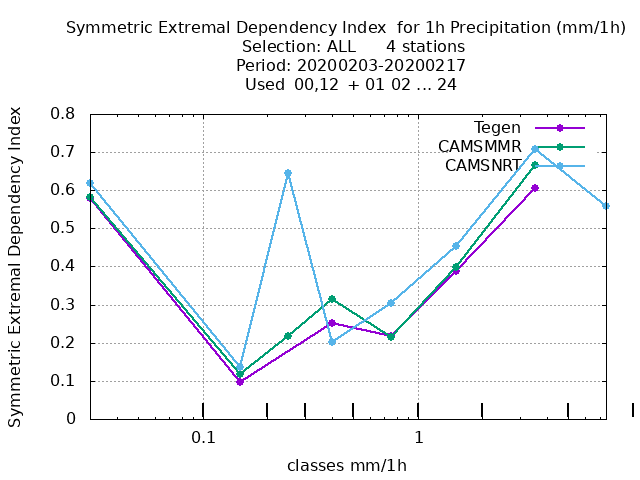 Symmetric Extremal Dependency Index for 1h Precipitation (mm/1h)
Selection: ALL 4 stations
Period: 20200203-20200217
Used 00,12 + 01 02 ... 24
Symmetric Extremal Dependency Index
0.8
0.7
0.6
0.5
0.4
0.3
0.2
0.1
0
Tegen
CAMSMMR
CAMSNRT
0.1
1
classes mm/1h